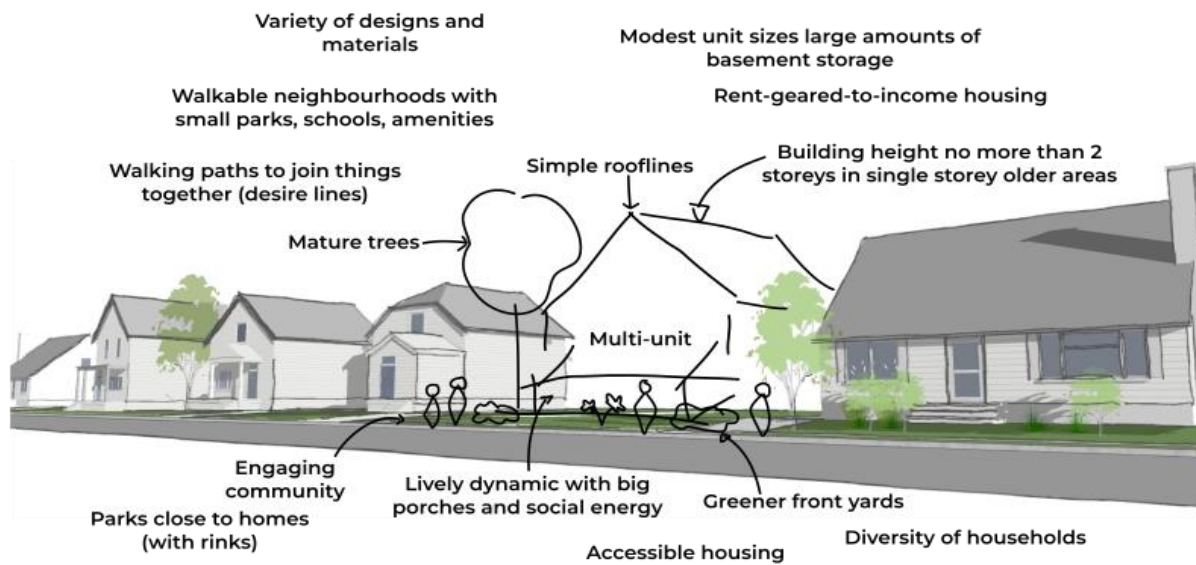 Variety of designs and
materials
Modest unit sizes large amounts of
basement storage
Walkable neighbourhoods with
small parks, schools, amenities
Rent-geared-to-income housing
Walking paths to join things
together (desire lines)
Simple rooflines
Building height no more than 2
storeys in single storey older areas
Mature trees
Multi-unit
Engaging
community
Lively dynamic with big
porches and social energy
Greener front yards
Parks close to homes
(with rinks)
Accessible housing
Diversity of households